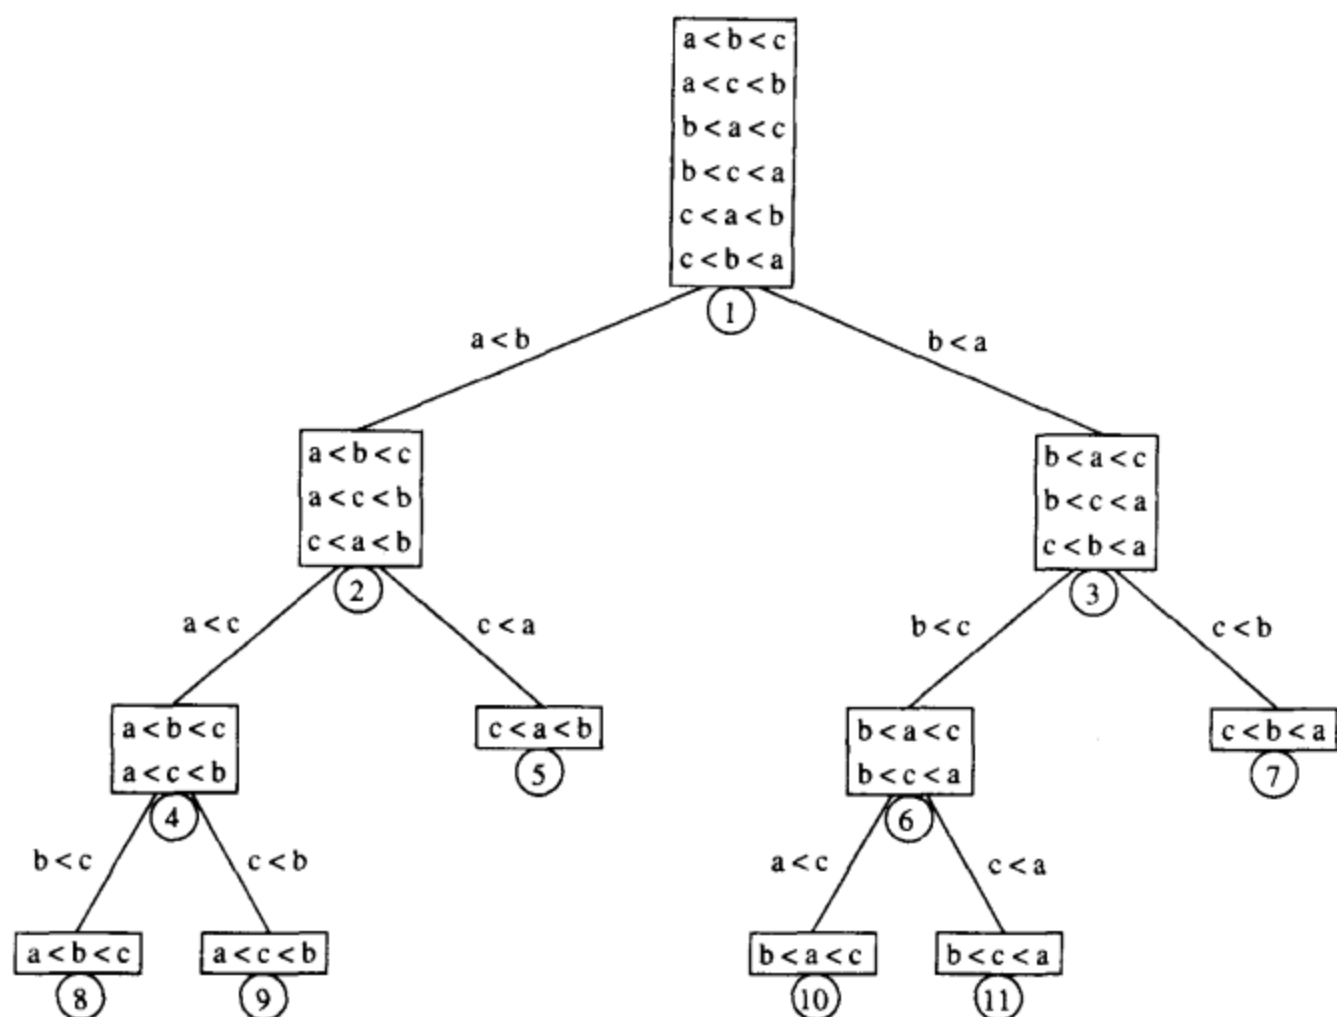 a < b < c
a < c < b
b < a < c
b < c < a
c < a < b
c < b < a
1
a < b
b < a
a < b < c
a < c < b
c < a < b
2
b < a < c
b < c < a
c < b < a
3
a < c
c < a
b < c
c < b
a < b < c
a < c < b
4
c < a < b
5
b < a < c
b < c < a
6
c < b < a
7
b < c
c < b
a < c
c < a
a < b < c
8
a < c < b
9
b < a < c
10
b < c < a
11